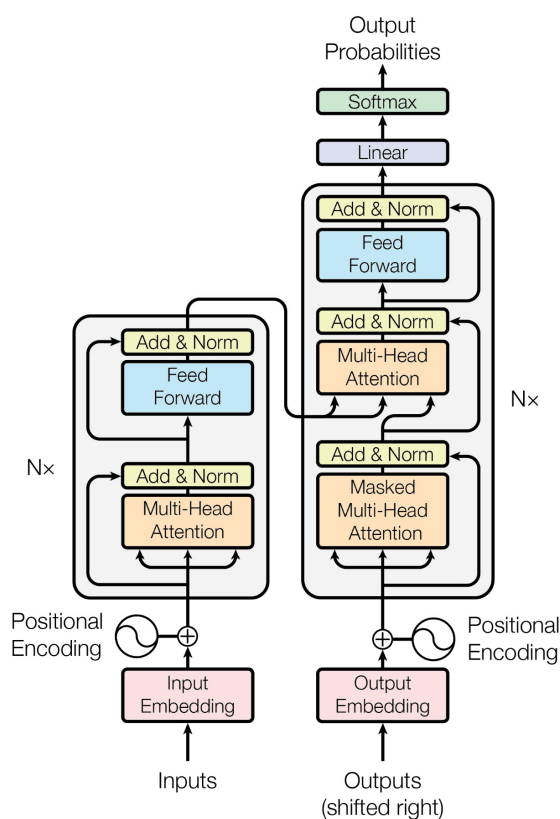 Output
Probabilities
Softmax
Linear
Add & Norm
Feed
Forward
Add & Norm
Multi-Head
Attention
Add & Norm
Masked
Multi-Head
Attention
N×
Add & Norm
Feed
Forward
Add & Norm
Multi-Head
Attention
N×
Positional
Encoding
Positional
Encoding
Input
Embedding
Output
Embedding
Inputs
Outputs
(shifted right)